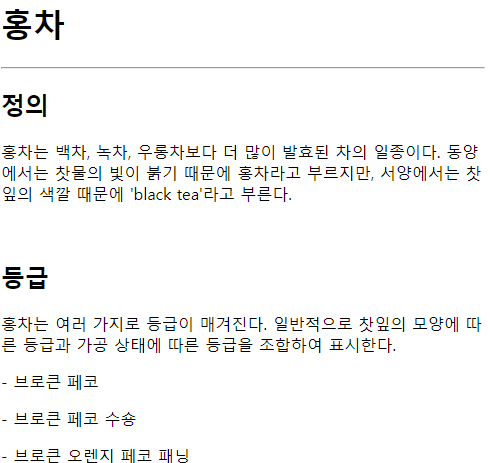 홍차
정의
홍차는 백차, 녹차, 우롱차보다 더 많이 발효된 차의 일종이다. 동양
에서는 찻물의 빛이 붉기 때문에 홍차라고 부르지만, 서양에서는 찻
잎의 색깔 때문에 'black tea'라고 부른다.
등급
홍차는 여러 가지로 등급이 매겨진다. 일반적으로 찻잎의 모양에 따
른 등급과 가공 상태에 따른 등급을 조합하여 표시한다.
- 브로큰 페코
- 브로큰 페코 수숑
- 브로큰 오렌지 페코 패닝